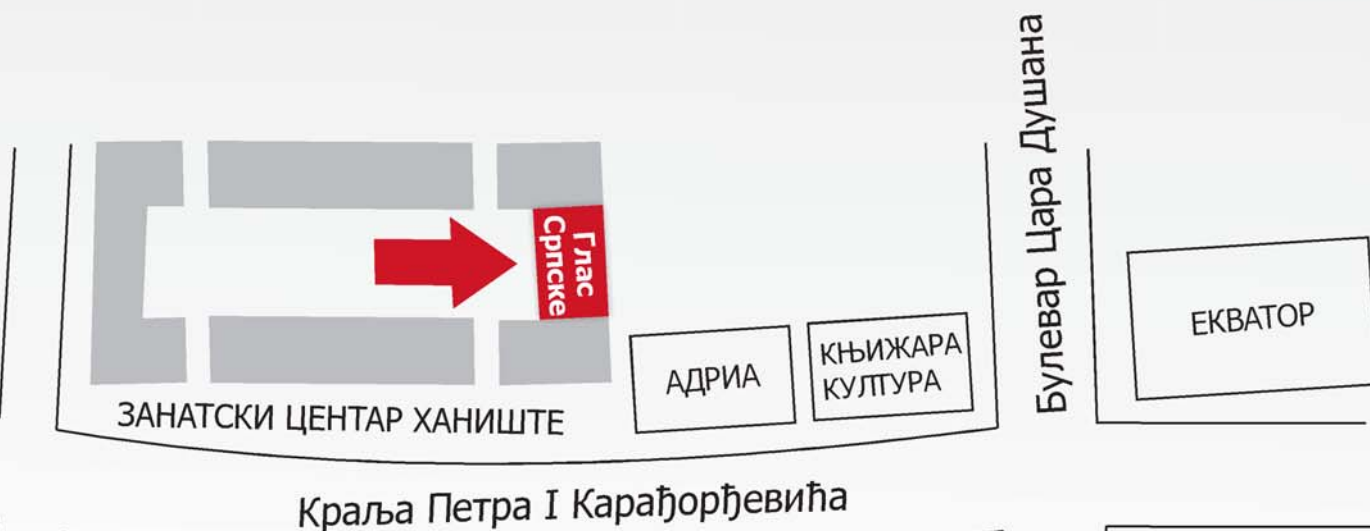 Булевар Цара Душана
Глас
Српске
ЕКВАТОР
АДРИА
КЊИЖАРА
КУЛТУРА
ЗАНАТСКИ ЦЕНТАР ХАНИШТЕ
Краља Петра I Карађорђевића